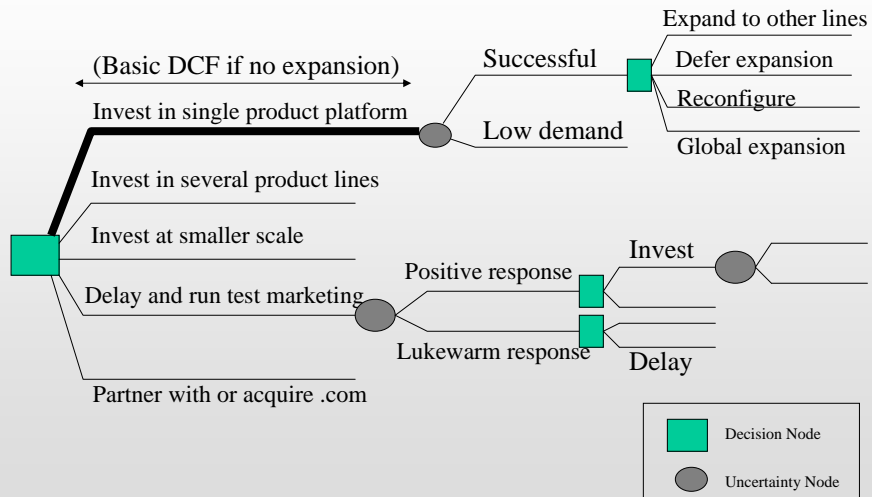 (Basic DCF if no expansion)
Invest in single product platform
Successful
Low demand
Expand to other lines
Defer expansion
Reconfigure
Global expansion
Invest in several product lines
Invest at smaller scale
Delay and run test marketing
Positive response
Invest
Lukewarm response
Delay
Partner with or acquire .com
Decision Node
Uncertainty Node